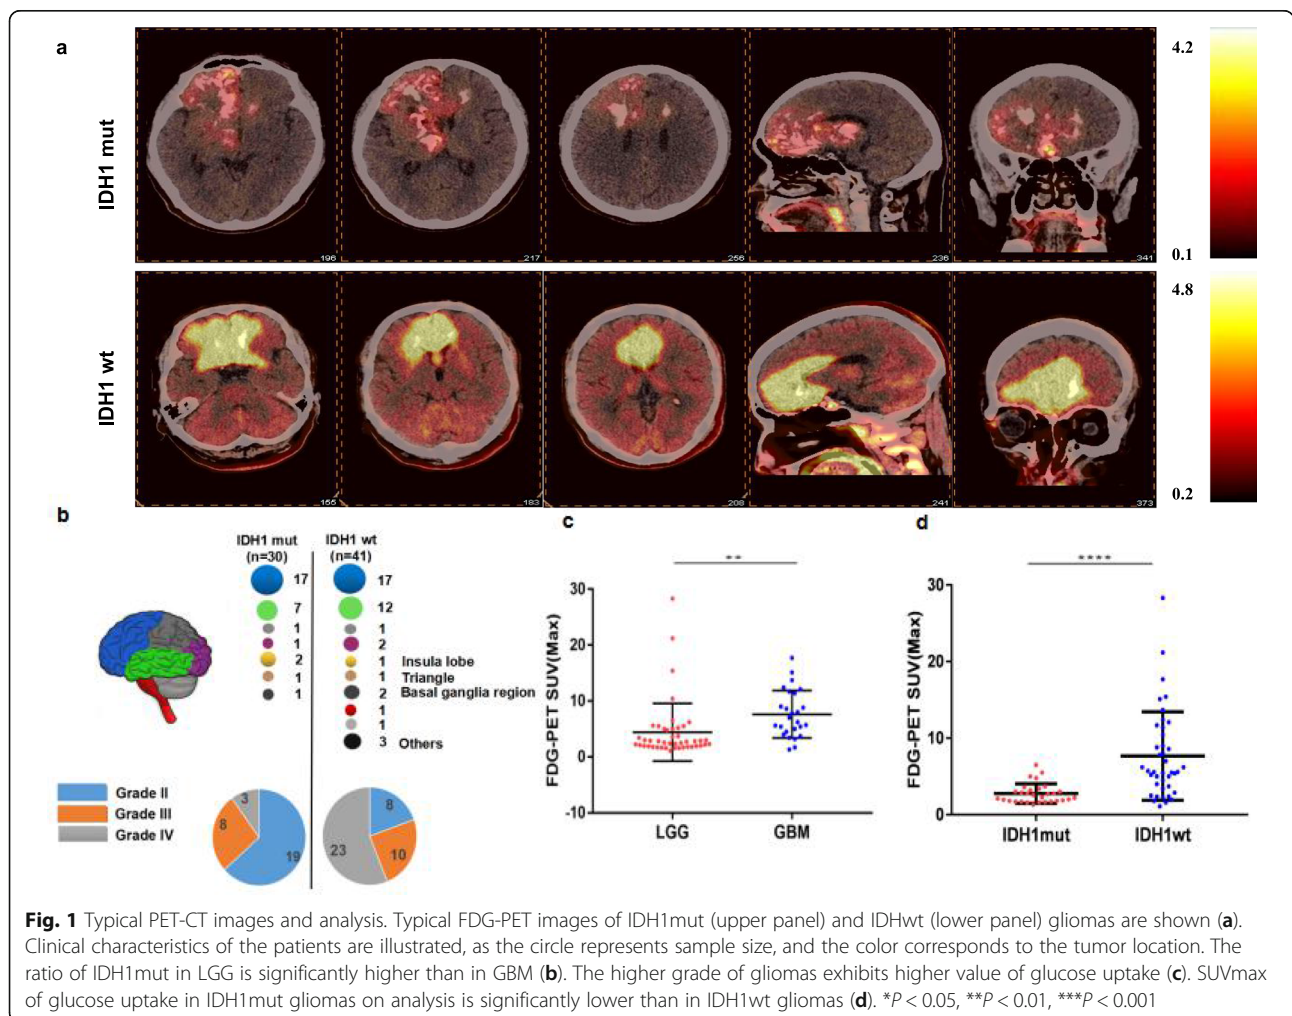 a
IDH1 mut
196
217
256
236
341
4.2
0.1
IDH1 wt
155
183
208
241
373
4.8
0.2
b
IDH1 mut
(n=30)
IDH1 wt
(n=41)
17
17
7
12
1
1
1
2
2
1 Insula lobe
1
1 Triangle
1
2 Basal ganglia region
1
1
3 Others
Grade II
Grade III
Grade IV
3
8
19
8
23
10
c
**
FDG-PET SUV(Max)
30
20
10
0
-10
LGG
GBM
d
****
FDG-PET SUV(Max)
30
20
10
0
IDH1mut
IDH1wt
Fig. 1 Typical PET-CT images and analysis. Typical FDG-PET images of IDH1mut (upper panel) and IDHwt (lower panel) gliomas are shown (a).
Clinical characteristics of the patients are illustrated, as the circle represents sample size, and the color corresponds to the tumor location. The
ratio of IDH1mut in LGG is significantly higher than in GBM (b). The higher grade of gliomas exhibits higher value of glucose uptake (c). SUVmax
of glucose uptake in IDH1mut gliomas on analysis is significantly lower than in IDH1wt gliomas (d). *P < 0.05, **P < 0.01, ***P < 0.001